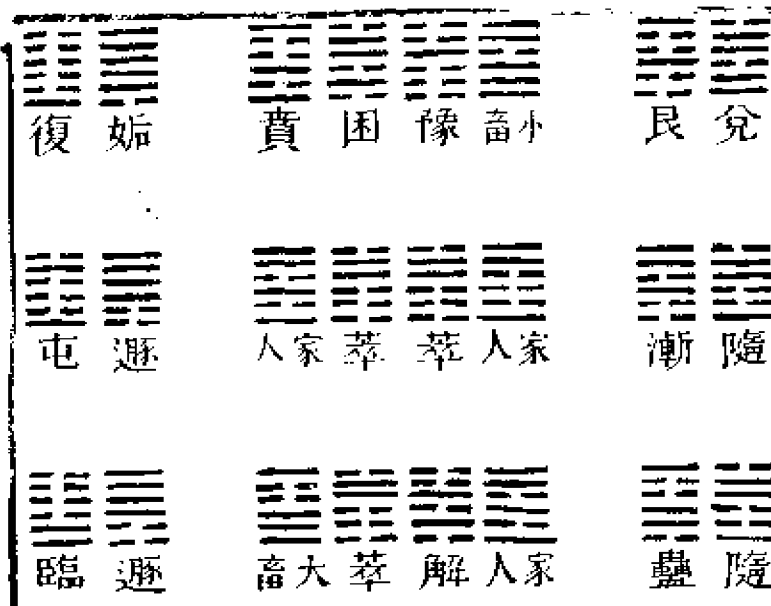 兌 艮 小畜 豫 困 賁 姤 復
隨 漸 家人 萃 萃 家人 遯 屯
隨 蠱 家人 解 萃 大畜 遯 臨